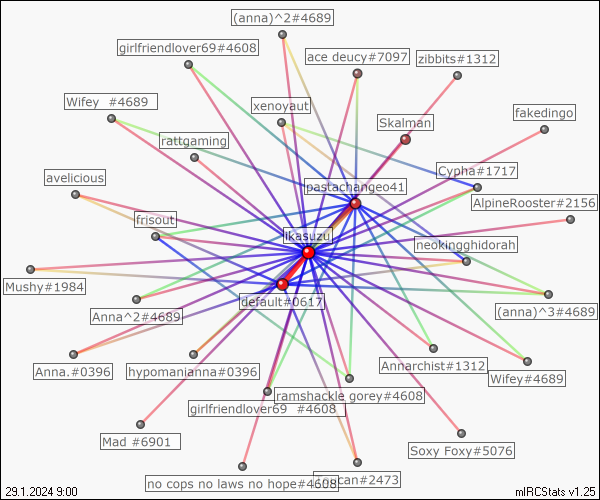 (anna)^2#4689
girlfriendlover69#4608
ace deucy#7097
zibbits#1312
Wifey #4689
xenoyaut
Skalman
fakedingo
rattgaming
Cypha#1717
avelicious
pastachangeo41
AlpineRooster#2156
frisout
ikasuzu
neokingghidorah
Mushy#1984
default#0617
Anna^2#4689
(anna)^3#4689
Anna.#0396
hypomanianna#0396
Annarchist#1312
Wifey#4689
ramshackle gorey#4608
girlfriendlover69 #4608
Mad #6901
Soxy Foxy#5076
no cops no laws no hope#4608
#2473
29.1.2024 9:00
mIRCStats v1.25